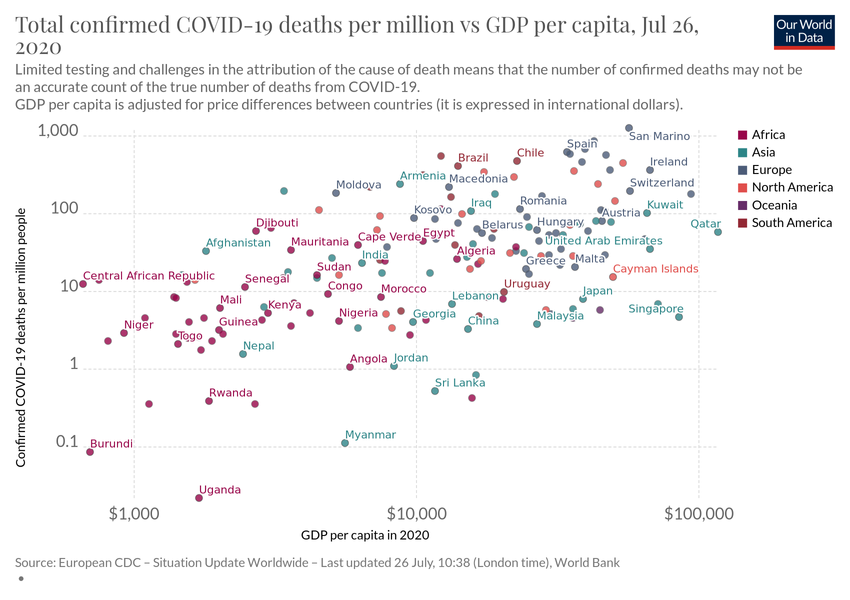 Total confirmed COVID-19 deaths per million vs GDP per capita, Jul 26,
2020
Our World
in Data
Limited testing and challenges in the attribution of the cause of death means that the number of confirmed deaths may not be
an accurate count of the true number of deaths from COVID-19.
GDP per capita is adjusted for price differences between countries (it is expressed in international dollars).
Confirmed COVID-19 deaths per million people
1,000
100
10
1
0.1
San Marino
Spain
Chile
Brazil
Ireland
Armenia
Macedonia
Moldova
Switzerland
Iraq
Romania
Kuwait
Kosovo
Austria
Djibouti
Belarus
Hungary
Qatar
Cape Verde
Egypt
Mauritania
Afghanistan
United Arab Emirates
India
Algeria
Greece
Malta
Sudan
Cayman Islands
Central African Republic
Senegal
Congo
Morocco
Uruguay
Mali
Kenya
Lebanon
Japan
Niger
Guinea
Nigeria
Georgia
China
Malaysia
Singapore
Togo
Nepal
Angola
Jordan
Rwanda
Sri Lanka
Burundi
Myanmar
Uganda
$1,000
$10,000
$100,000
GDP per capita in 2020
Africa
Asia
Europe
North America
Oceania
South America
Source: European CDC – Situation Update Worldwide – Last updated 26 July, 10:38 (London time), World Bank